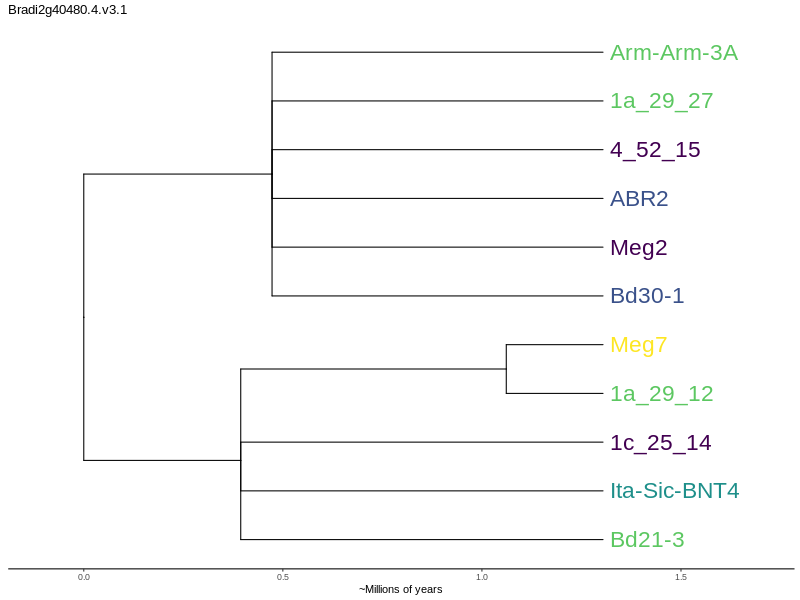 Bradi2g40480.4.v3.1
Arm-Arm-3A
1a_29_27
4_52_15
ABR2
Meg2
Bd30-1
Meg7
1a_29_12
1c_25_14
Ita-Sic-BNT4
Bd21-3
0.0 0.5 1.0 1.5
~Millions of years